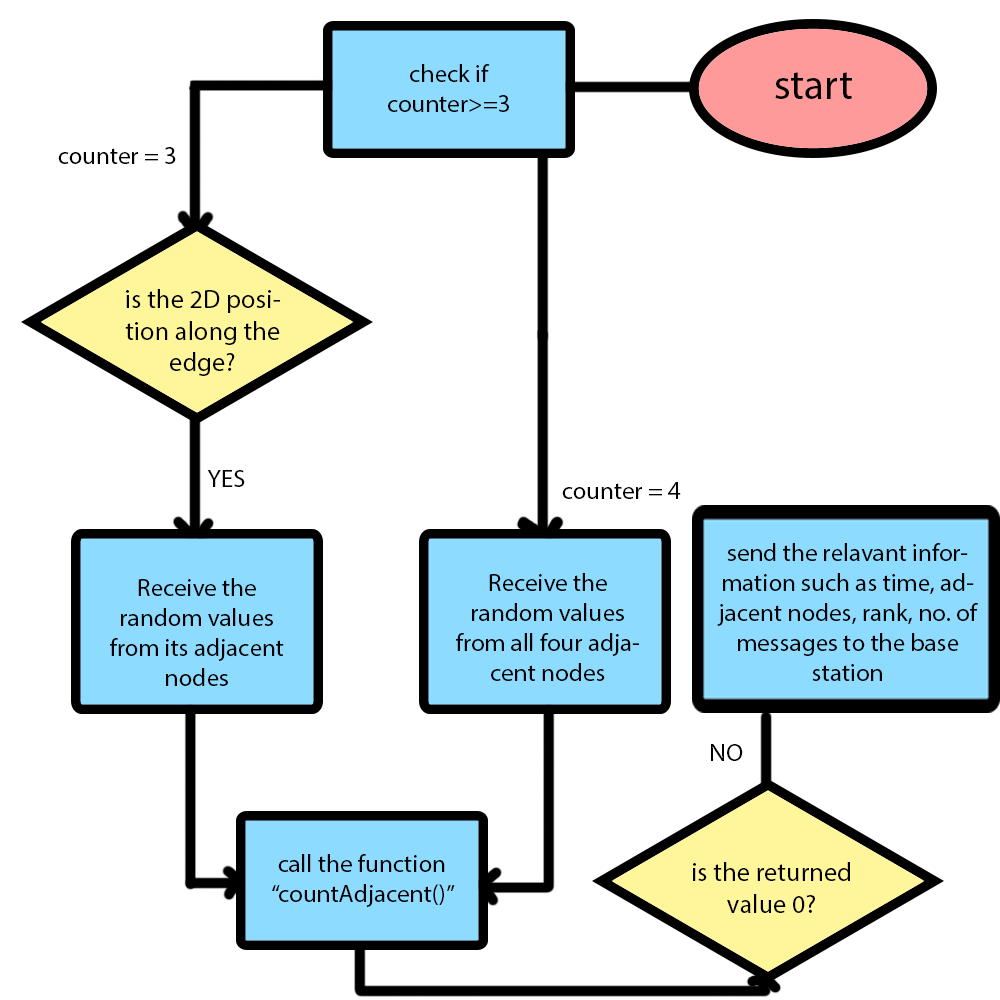 start
check if
counter>=3
counter = 3
is the 2D posi-
tion along the
edge?
YES
counter = 4
Receive the
random values
from its adjacent
nodes
Receive the
random values
from all four adja-
cent nodes
send the relavant infor-
mation such as time, ad-
jacent nodes, rank, no. of
messages to the base
station
NO
call the function
“countAdjacent()”
is the returned
value 0?